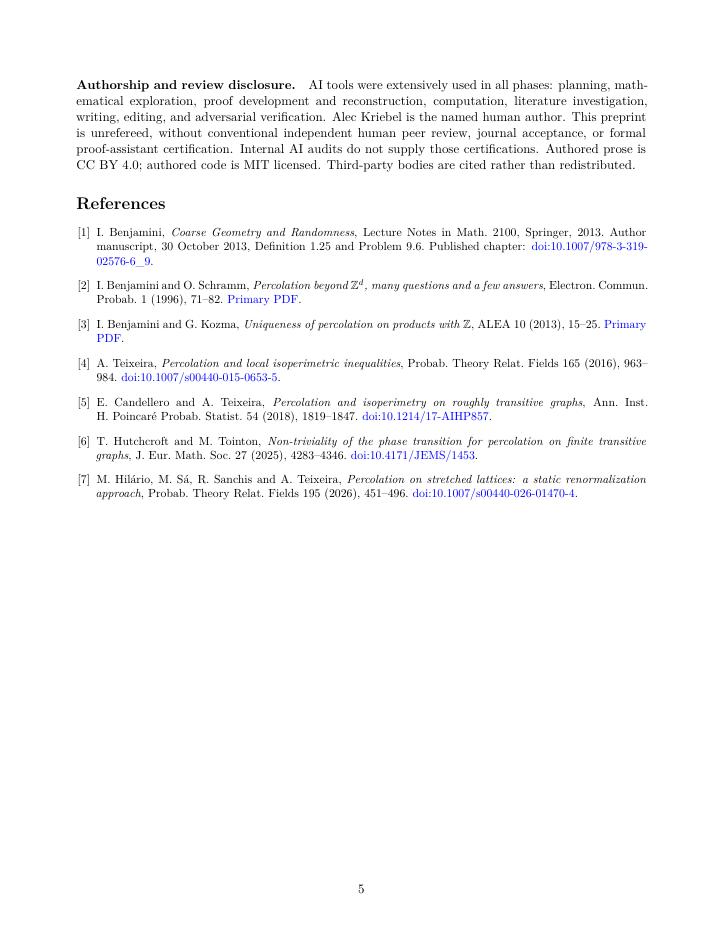 Authorship and review disclosure. AI tools were extensively used in all phases: planning, math-
ematical exploration, proof development and reconstruction, computation, literature investigation,
writing, editing, and adversarial verification. Alec Kriebel is the named human author. This preprint
is unrefereed, without conventional independent human peer review, journal acceptance, or formal
proof-assistant certification. Internal AI audits do not supply those certifications. Authored prose is
CC BY 4.0; authored code is MIT licensed. Third-party bodies are cited rather than redistributed.
References
[1] I. Benjamini, Coarse Geometry and Randomness, Lecture Notes in Math. 2100, Springer, 2013. Author
manuscript, 30 October 2013, Definition 1.25 and Problem 9.6. Published chapter: doi:10.1007/978-3-319-
02576-6_9.
[2] I. Benjamini and O. Schramm, Percolation beyond ℤ^d, many questions and a few answers, Electron. Commun.
Probab. 1 (1996), 71–82. Primary PDF.
[3] I. Benjamini and G. Kozma, Uniqueness of percolation on products with ℤ, ALEA 10 (2013), 15–25. Primary
PDF.
[4] A. Teixeira, Percolation and local isoperimetric inequalities, Probab. Theory Relat. Fields 165 (2016), 963–
984. doi:10.1007/s00440-015-0653-5.
[5] E. Candellero and A. Teixeira, Percolation and isoperimetry on roughly transitive graphs, Ann. Inst.
H. Poincaré Probab. Statist. 54 (2018), 1819–1847. doi:10.1214/17-AIHP857.
[6] T. Hutchcroft and M. Tointon, Non-triviality of the phase transition for percolation on finite transitive
graphs, J. Eur. Math. Soc. 27 (2025), 4283–4346. doi:10.4171/JEMS/1453.
[7] M. Hilário, M. Sá, R. Sanchis and A. Teixeira, Percolation on stretched lattices: a static renormalization
approach, Probab. Theory Relat. Fields 195 (2026), 451–496. doi:10.1007/s00440-026-01470-4.
5